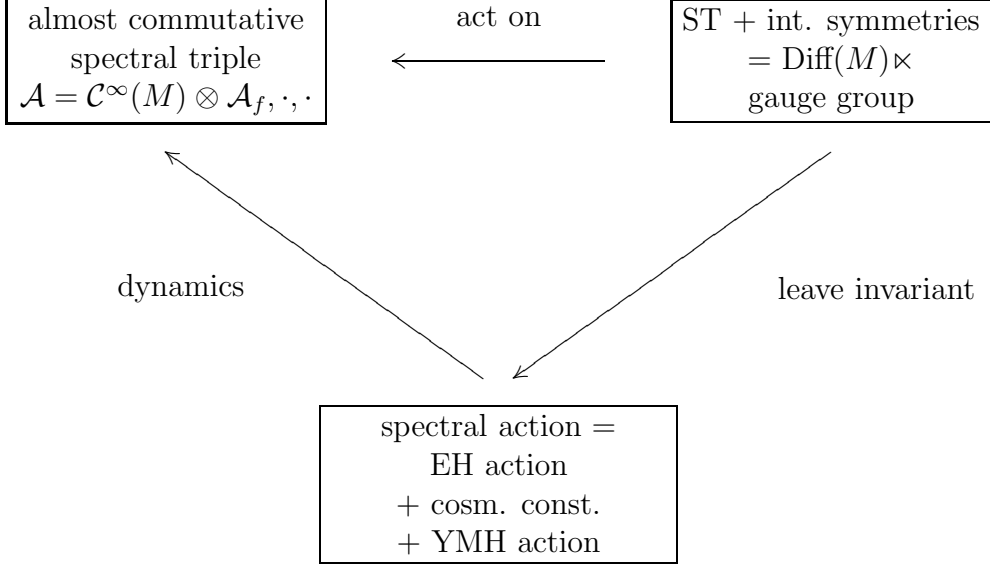 almost commutative
spectral triple
𝒜 = 𝒞^∞(M) ⊗ 𝒜_f, ·, ·
act on
ST + int. symmetries
= Diff(M)⋉
gauge group
dynamics
leave invariant
spectral action =
EH action
+ cosm. const.
+ YMH action